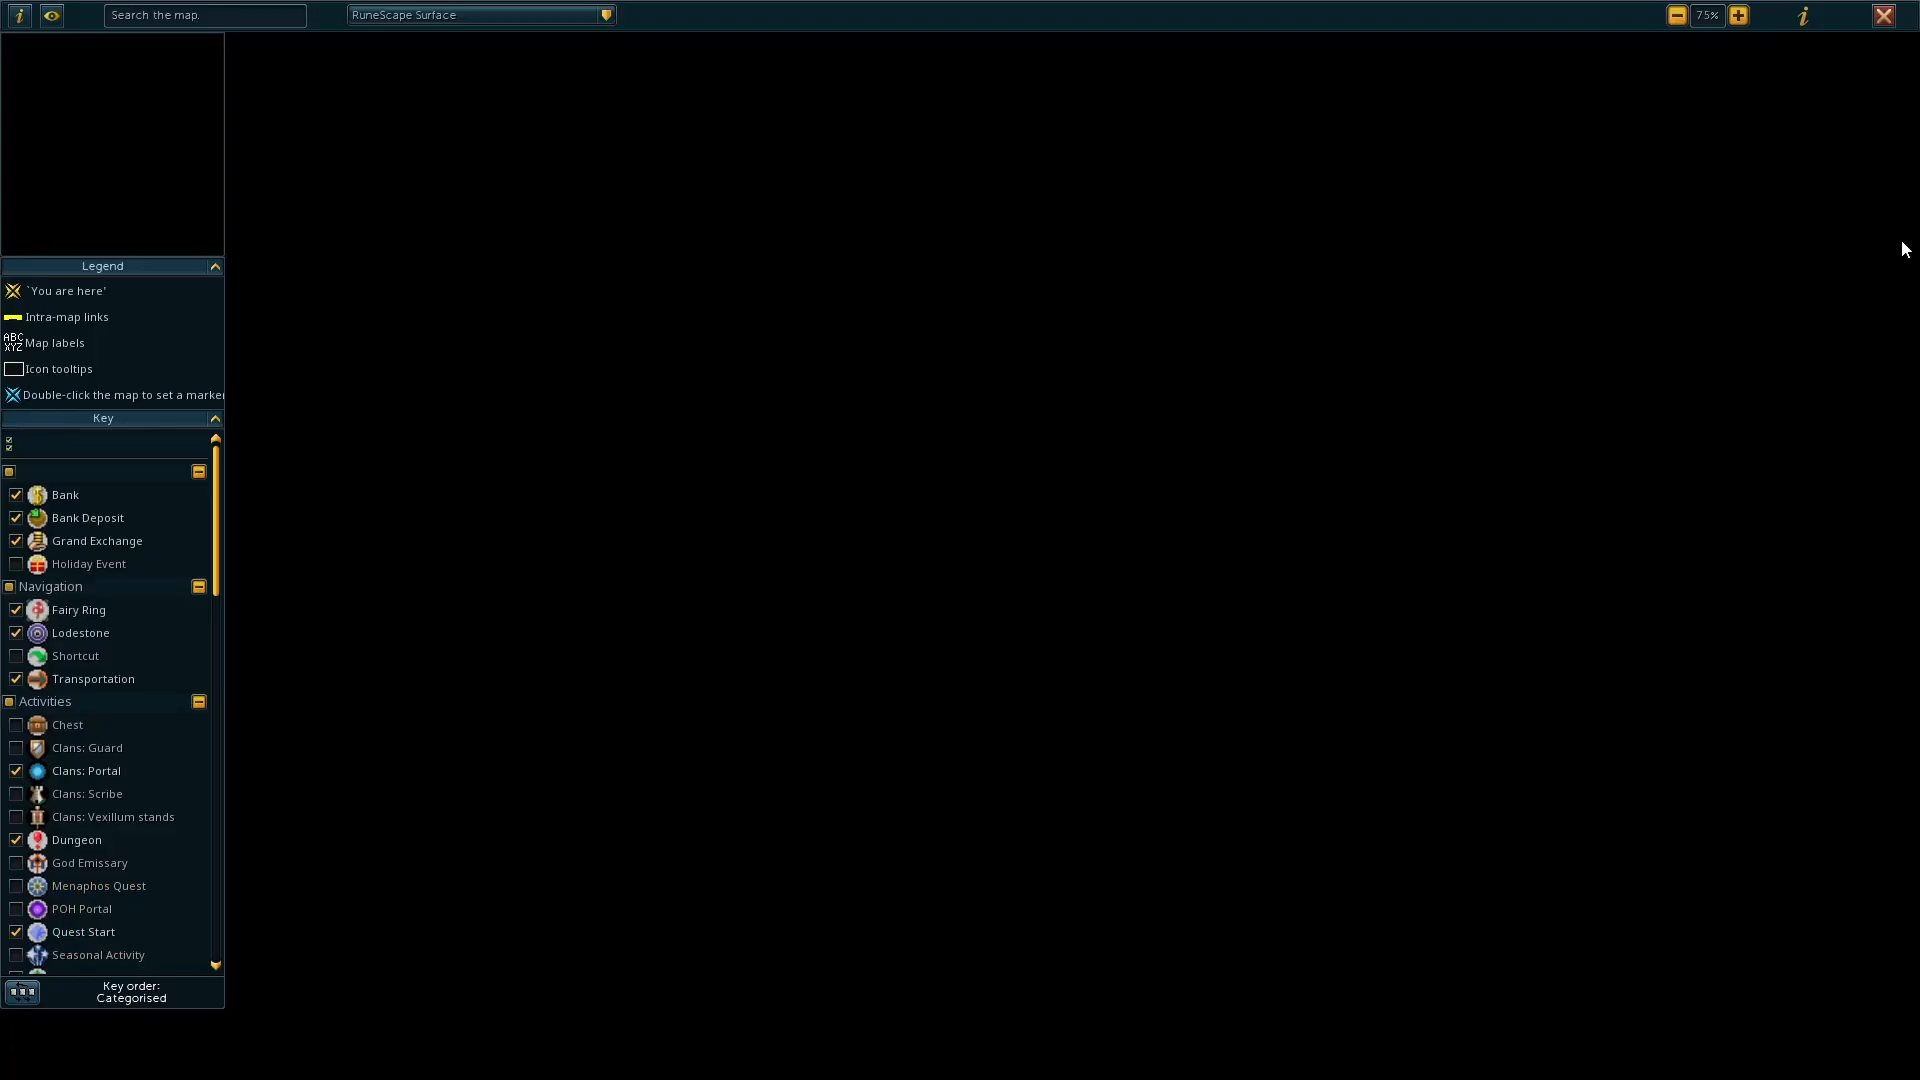 Search the map.
RuneScape Surface
75%
Legend
`You are here'
Intra-map links
ABC
XYZ
Map labels
Icon tooltips
Double-click the map to set a marker
Key
Bank
Bank Deposit
Grand Exchange
Holiday Event
Navigation
Fairy Ring
Lodestone
Shortcut
Transportation
Activities
Chest
Clans: Guard
Clans: Portal
Clans: Scribe
Clans: Vexillum stands
Dungeon
God Emissary
Menaphos Quest
POH Portal
Quest Start
Seasonal Activity
Key order:
Categorised